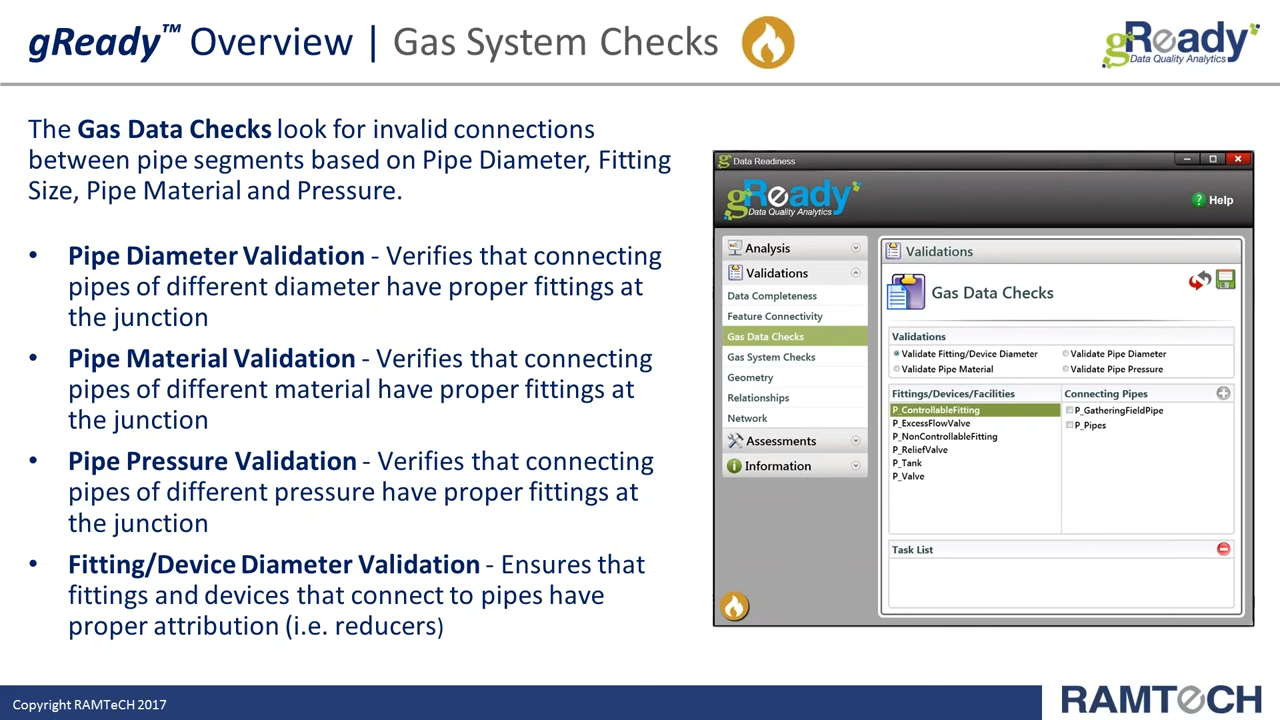 gReady™ Overview | Gas System Checks
gReady
Data Quality Analytics
The Gas Data Checks look for invalid connections
between pipe segments based on Pipe Diameter, Fitting
Size, Pipe Material and Pressure.
• Pipe Diameter Validation - Verifies that connecting
pipes of different diameter have proper fittings at
the junction
• Pipe Material Validation - Verifies that connecting
pipes of different material have proper fittings at
the junction
• Pipe Pressure Validation - Verifies that connecting
pipes of different pressure have proper fittings at
the junction
• Fitting/Device Diameter Validation - Ensures that
fittings and devices that connect to pipes have
proper attribution (i.e. reducers)
g Data Readiness
gReady
Data Quality Analytics
? Help
Analysis
Validations
Data Completeness
Feature Connectivity
Gas Data Checks
Gas System Checks
Geometry
Relationships
Network
Assessments
Information
Validations
Gas Data Checks
Validations
Validate Fitting/Device Diameter
Validate Pipe Diameter
Validate Pipe Material
Validate Pipe Pressure
Fittings/Devices/Facilities
P_ControllableFitting
P_ExcessFlowValve
P_NonControllableFitting
P_ReliefValve
P_Tank
P_Valve
Connecting Pipes
P_GatheringFieldPipe
P_Pipes
Task List
Copyright RAMTeCH 2017
RAMTeCH